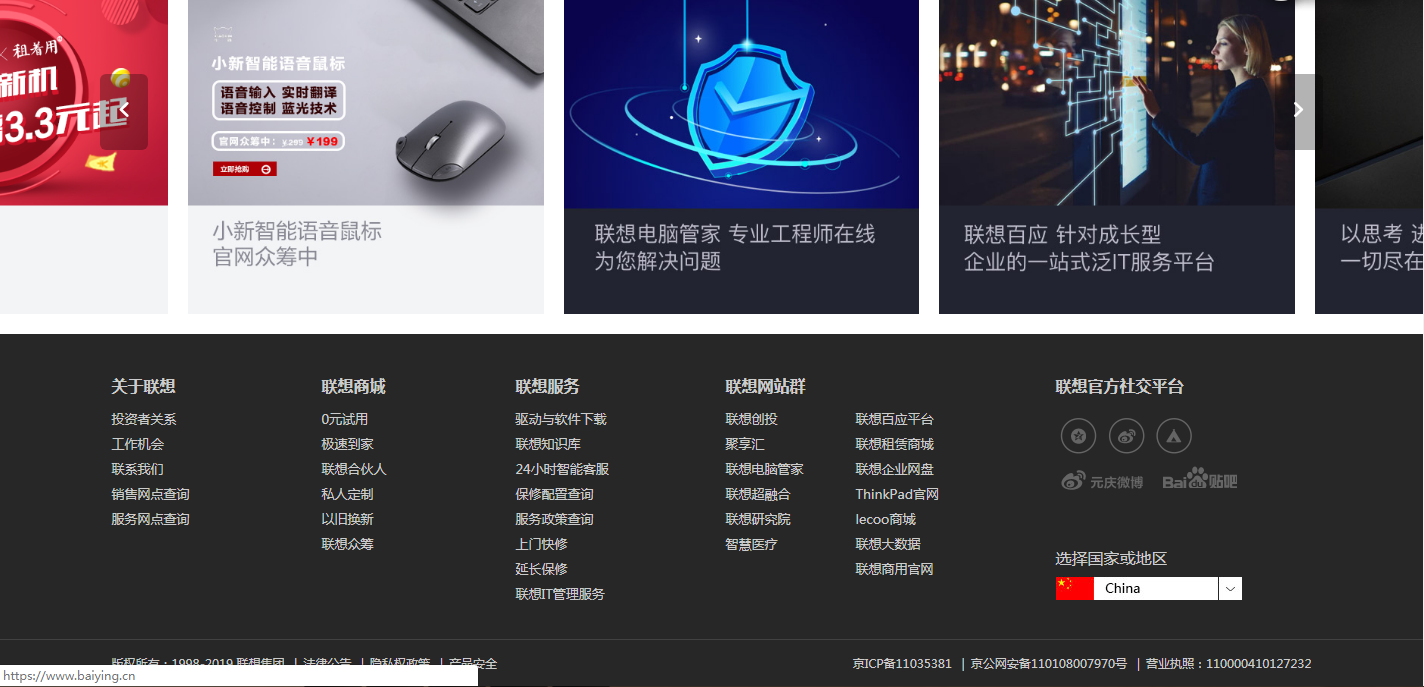 租着用
新机
3.3元起
小新智能语音鼠标
语音输入 实时翻译
语音控制 蓝光技术
官网众筹中：¥299 ¥199
立即抢购
小新智能语音鼠标
官网众筹中
联想电脑管家 专业工程师在线
为您解决问题
联想百应 针对成长型
企业的一站式泛IT服务平台
以思考
一切尽在
关于联想
投资者关系
工作机会
联系我们
销售网点查询
服务网点查询
联想商城
0元试用
极速到家
联想合伙人
私人定制
以旧换新
联想众筹
联想服务
驱动与软件下载
联想知识库
24小时智能客服
保修配置查询
服务政策查询
上门快修
延长保修
联想IT管理服务
联想网站群
联想创投
聚享汇
联想电脑管家
联想超融合
联想研究院
智慧医疗
联想百应平台
联想租赁商城
联想企业网盘
ThinkPad官网
lecoo商城
联想大数据
联想商用官网
联想官方社交平台
元庆微博
Bai du 贴吧
选择国家或地区
China
版权所有：1998-2019 联想集团 | 法律公告 | 隐私权政策 | 产品安全
京ICP备11035381 | 京公网安备110108007970号 | 营业执照：110000410127232
https://www.baiying.cn